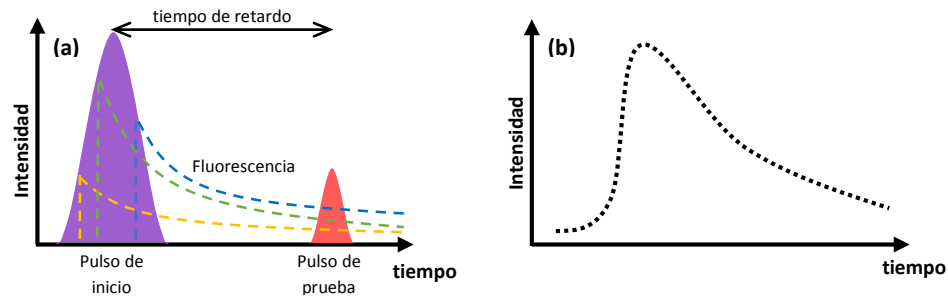 tiempo de retardo
(a)
Intensidad
Fluorescencia
Pulso de
inicio
Pulso de
prueba
tiempo
(b)
Intensidad
tiempo